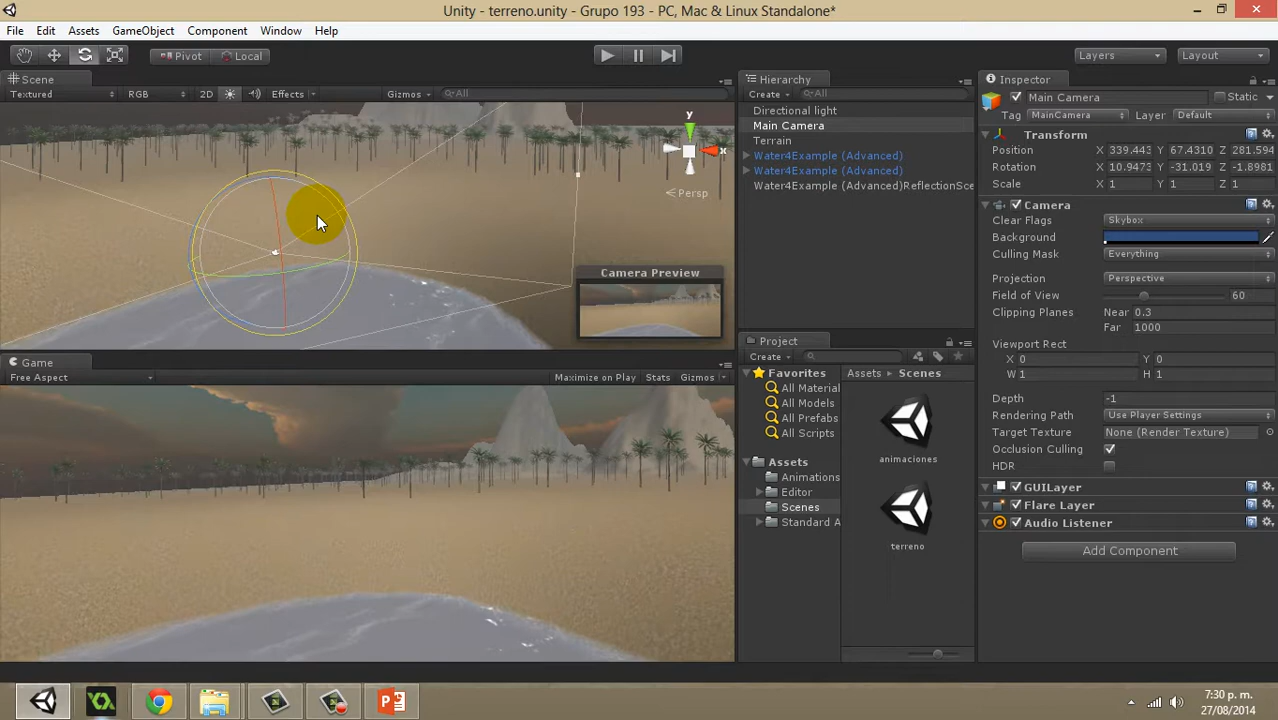 Unity - terreno.unity - Grupo 193 - PC, Mac & Linux Standalone*
File Edit Assets GameObject Component Window Help
Pivot Local Layers Layout
Scene
Textured RGB 2D Effects Gizmos All
y
x
Persp
Camera Preview
Game
Free Aspect Maximize on Play Stats Gizmos
Hierarchy
Create All
Directional light
Main Camera
Terrain
Water4Example (Advanced)
Water4Example (Advanced)
Water4Example (Advanced)ReflectionSce
Project
Create
Favorites
All Material
All Models
All Prefabs
All Scripts
Assets
Animations
Editor
Scenes
Standard A
Assets Scenes
animaciones
terreno
Inspector
Main Camera Static
Tag MainCamera Layer Default
Transform
Position X 339.443 Y 67.4310 Z 281.594
Rotation X 10.9473 Y -31.019 Z -1.8981
Scale X 1 Y 1 Z 1
Camera
Clear Flags Skybox
Background
Culling Mask Everything
Projection Perspective
Field of View 60
Clipping Planes Near 0.3
Far 1000
Viewport Rect
X 0 Y 0
W 1 H 1
Depth -1
Rendering Path Use Player Settings
Target Texture None (Render Texture)
Occlusion Culling
HDR
GUILayer
Flare Layer
Audio Listener
Add Component
7:30 p. m.
27/08/2014